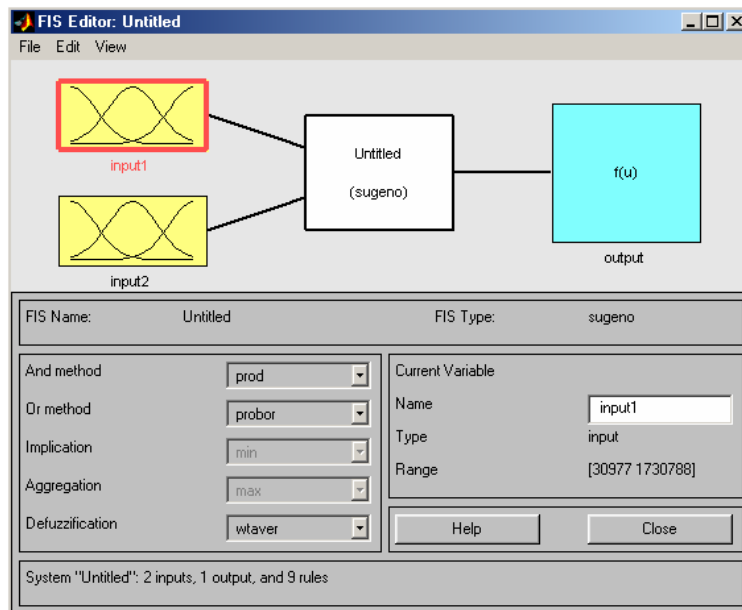 FIS Editor: Untitled
File Edit View
input1
input2
Untitled
(sugeno)
f(u)
output
FIS Name: Untitled FIS Type: sugeno
And method prod
Or method probor
Implication min
Aggregation max
Defuzzification wtaver
Current Variable
Name input1
Type input
Range [30977 1730788]
Help Close
System "Untitled": 2 inputs, 1 output, and 9 rules